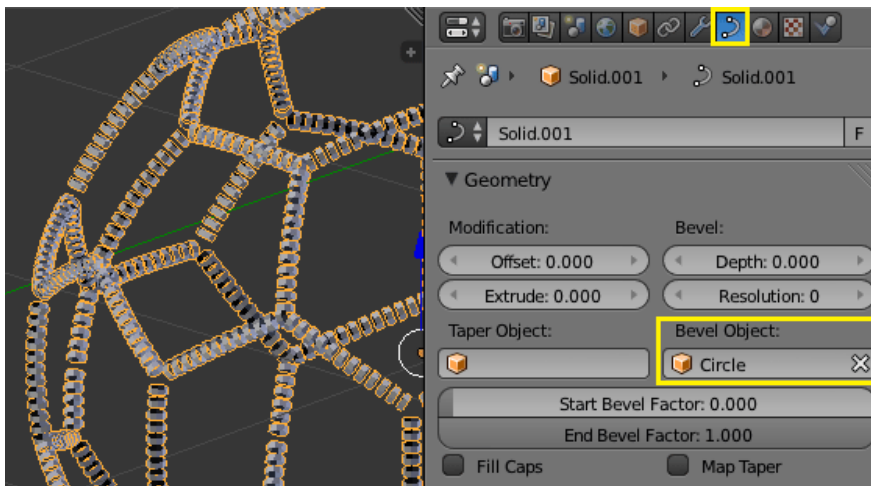 Solid.001 Solid.001
Solid.001 F
Geometry
Modification: Bevel:
Offset: 0.000 Depth: 0.000
Extrude: 0.000 Resolution: 0
Taper Object: Bevel Object:
Circle
Start Bevel Factor: 0.000
End Bevel Factor: 1.000
Fill Caps Map Taper